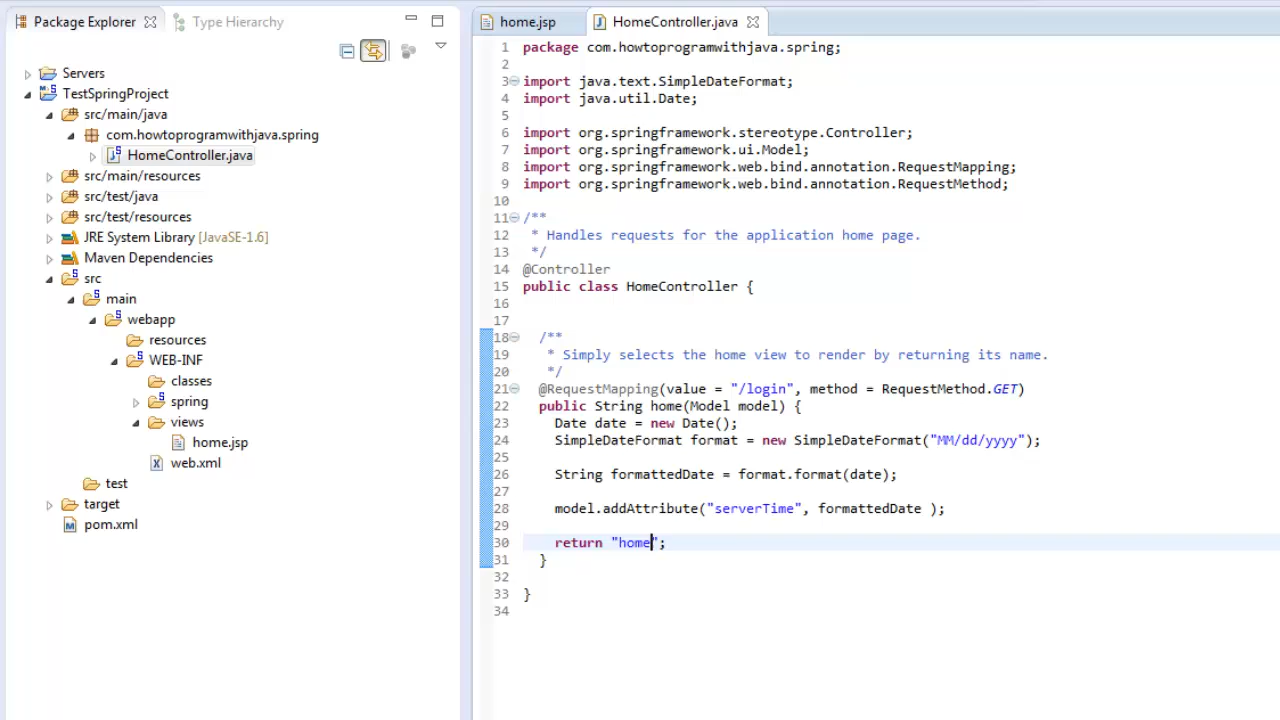 Package Explorer
Type Hierarchy
Servers
TestSpringProject
src/main/java
com.howtoprogramwithjava.spring
HomeController.java
src/main/resources
src/test/java
src/test/resources
JRE System Library [JavaSE-1.6]
Maven Dependencies
src
main
webapp
resources
WEB-INF
classes
spring
views
home.jsp
web.xml
test
target
pom.xml
home.jsp
HomeController.java
1 package com.howtoprogramwithjava.spring;
2
3 import java.text.SimpleDateFormat;
4 import java.util.Date;
5
6 import org.springframework.stereotype.Controller;
7 import org.springframework.ui.Model;
8 import org.springframework.web.bind.annotation.RequestMapping;
9 import org.springframework.web.bind.annotation.RequestMethod;
10
11 /**
12 * Handles requests for the application home page.
13 */
14 @Controller
15 public class HomeController {
16
17
18 /**
19 * Simply selects the home view to render by returning its name.
20 */
21 @RequestMapping(value = "/login", method = RequestMethod.GET)
22 public String home(Model model) {
23 Date date = new Date();
24 SimpleDateFormat format = new SimpleDateFormat("MM/dd/yyyy");
25
26 String formattedDate = format.format(date);
27
28 model.addAttribute("serverTime", formattedDate );
29
30 return "home";
31 }
32
33 }
34